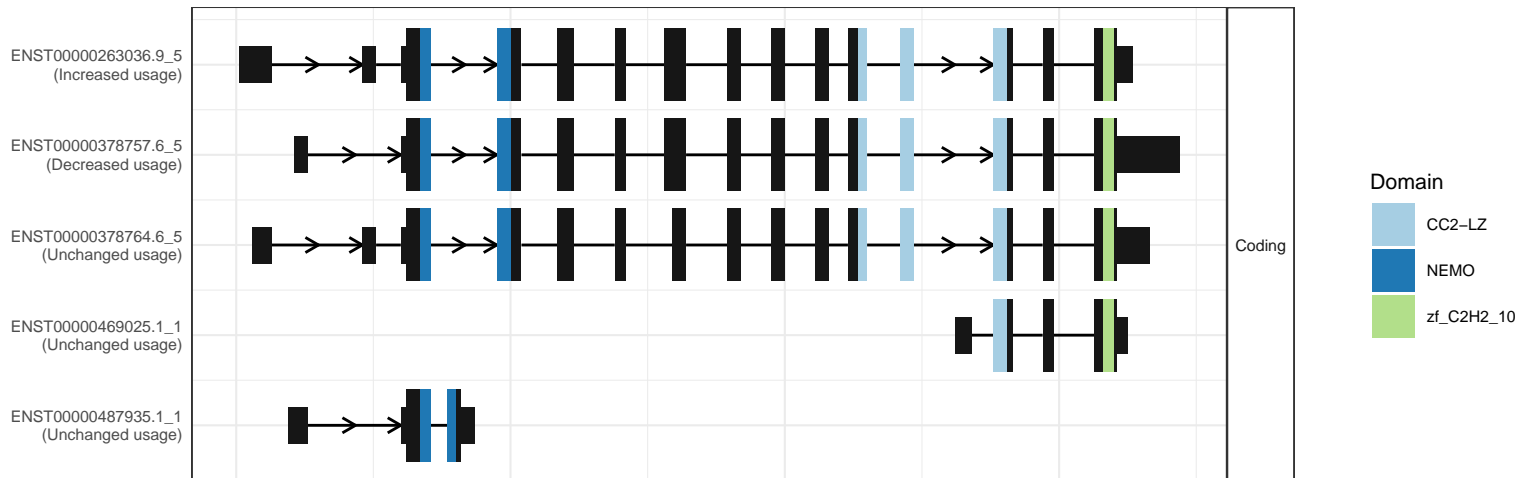 ENST00000263036.9_5
(Increased usage)
ENST00000378757.6_5
(Decreased usage)
ENST00000378764.6_5
(Unchanged usage)
ENST00000469025.1_1
(Unchanged usage)
ENST00000487935.1_1
(Unchanged usage)
Coding
Domain
CC2−LZ
NEMO
zf_C2H2_10